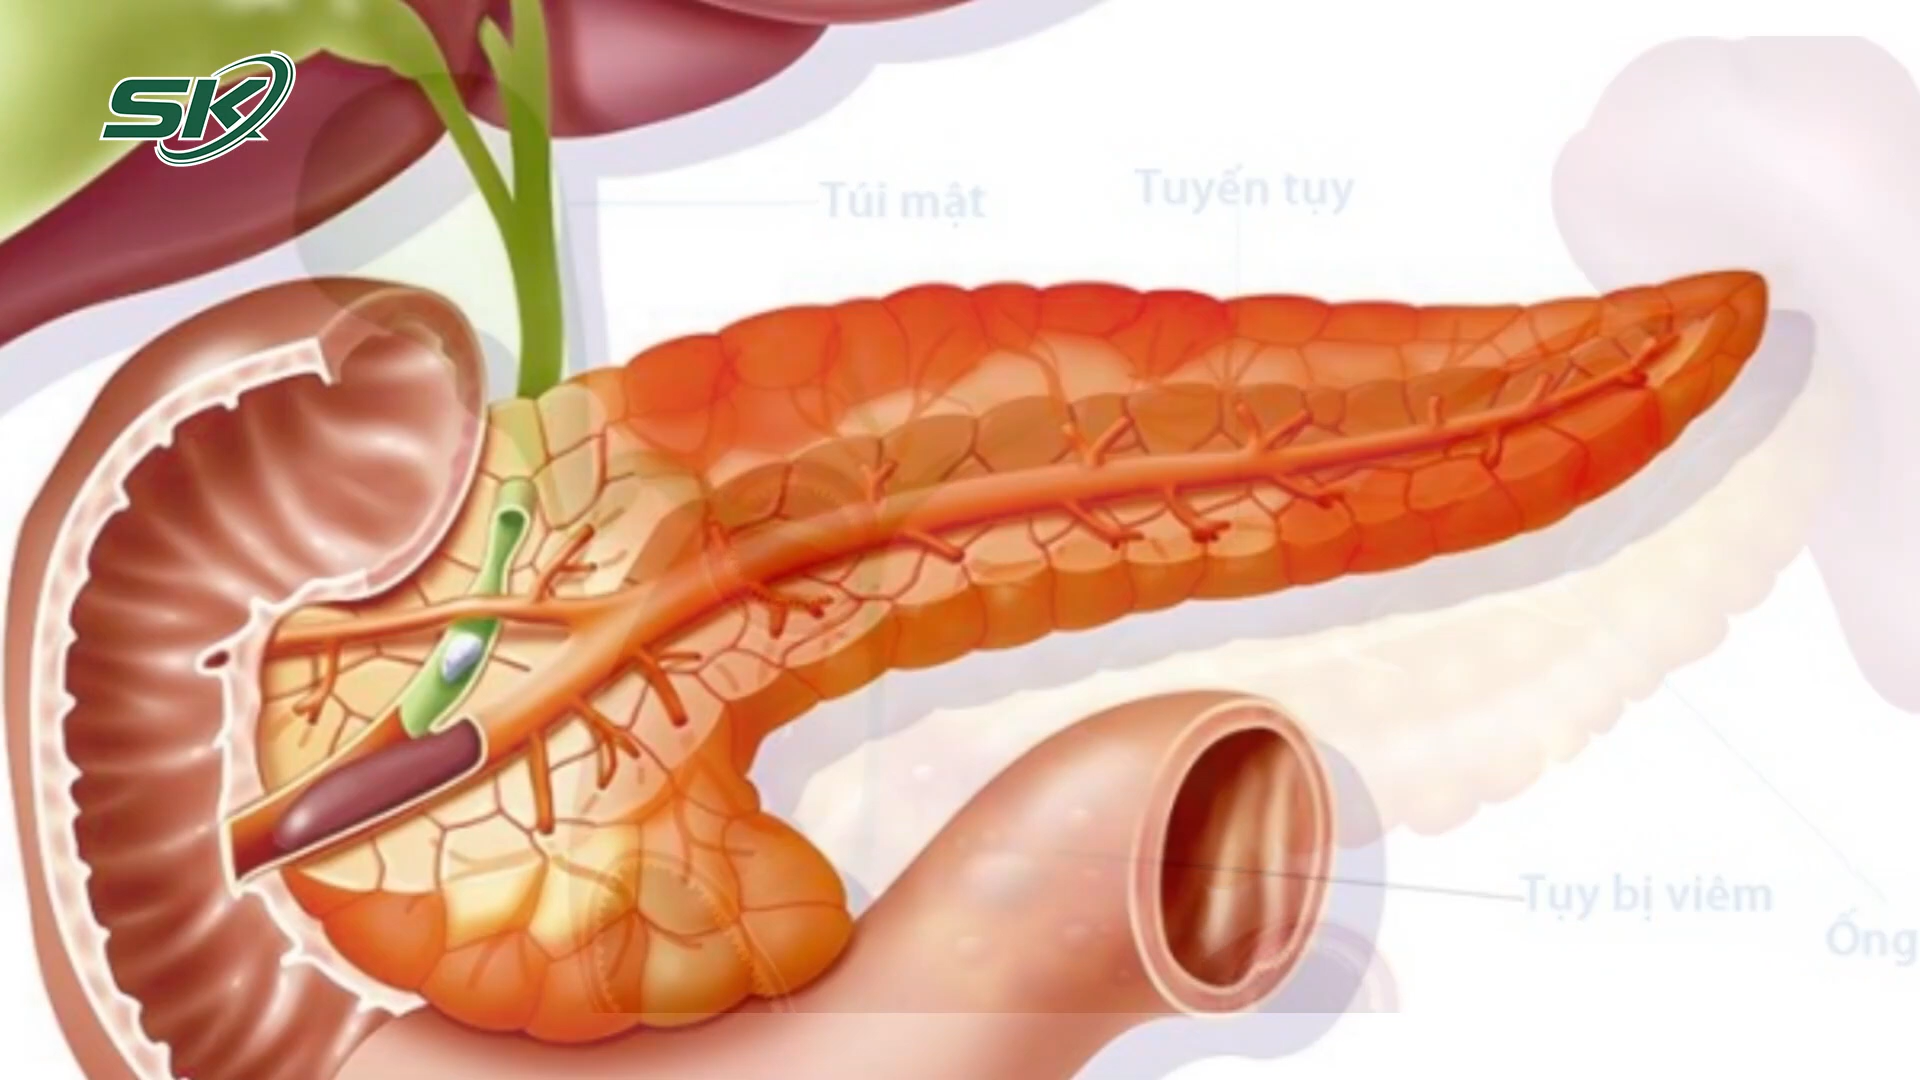 SK
Túi mật
Tuyến tụy
Tụy bị viêm
Ống